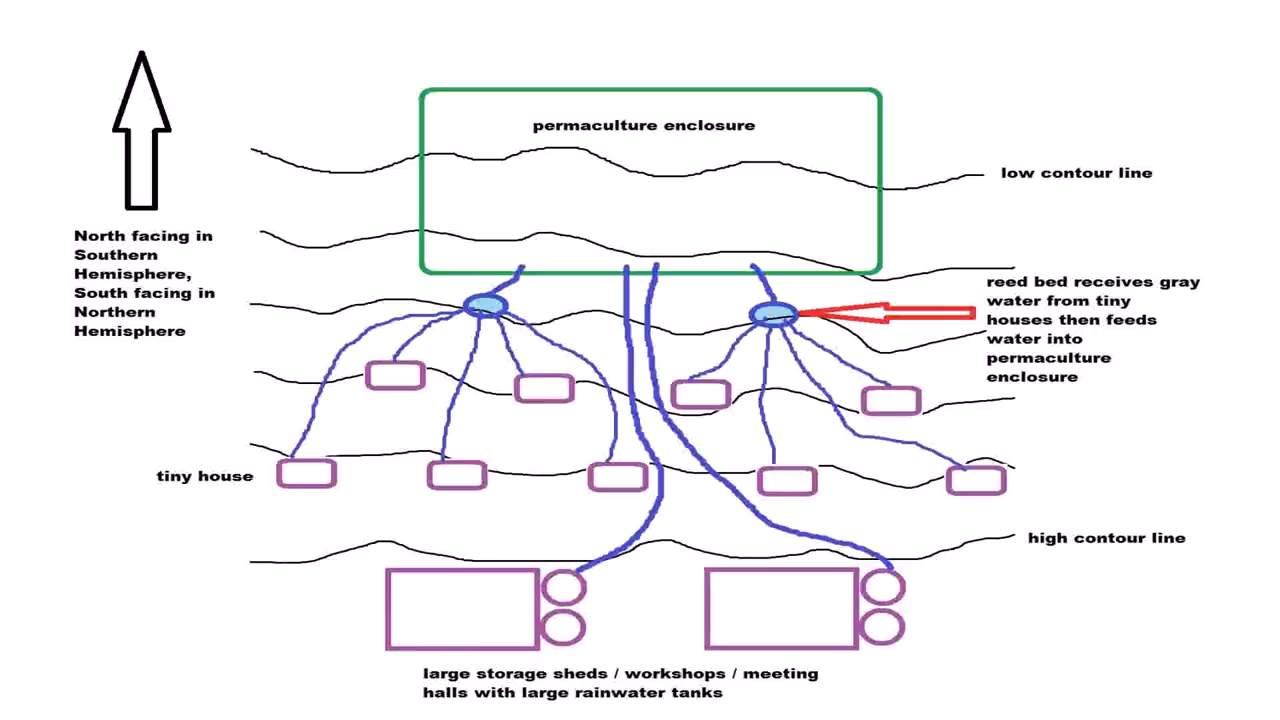 permaculture enclosure
low contour line
North facing in
Southern
Hemisphere,
South facing in
Northern
Hemisphere
reed bed receives gray
water from tiny
houses then feeds
water into
permaculture
enclosure
tiny house
high contour line
large storage sheds / workshops / meeting
halls with large rainwater tanks